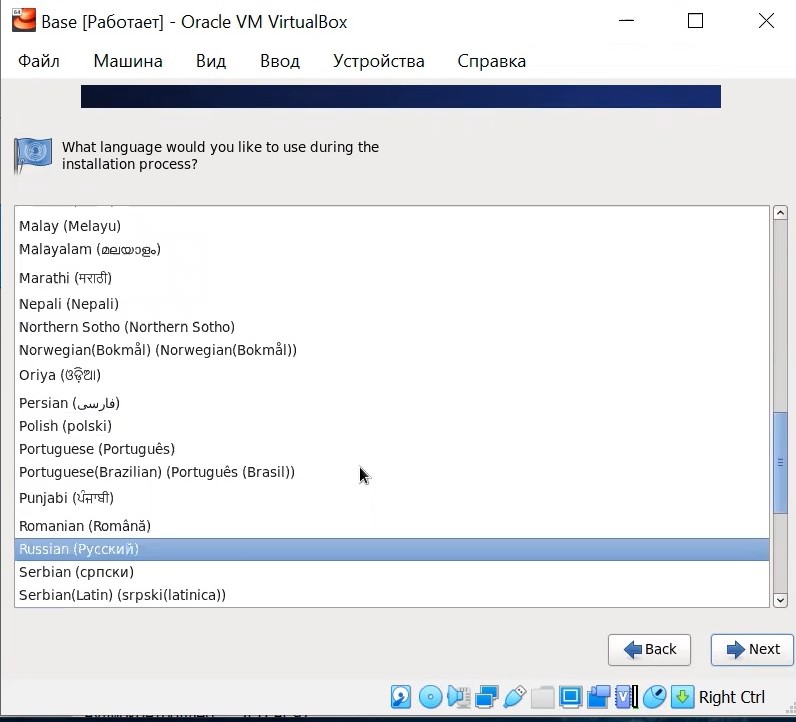 Base [Работает] - Oracle VM VirtualBox
Файл Машина Вид Ввод Устройства Справка
What language would you like to use during the
installation process?
Malay (Melayu)
Malayalam (മലയാളം)
Marathi (मराठी)
Nepali (Nepali)
Northern Sotho (Northern Sotho)
Norwegian(Bokmål) (Norwegian(Bokmål))
Oriya (ଓଡ଼ିଆ)
Persian (فارسی)
Polish (polski)
Portuguese (Português)
Portuguese(Brazilian) (Português (Brasil))
Punjabi (ਪੰਜਾਬੀ)
Romanian (Română)
Russian (Русский)
Serbian (српски)
Serbian(Latin) (srpski(latinica))
Back Next
Right Ctrl